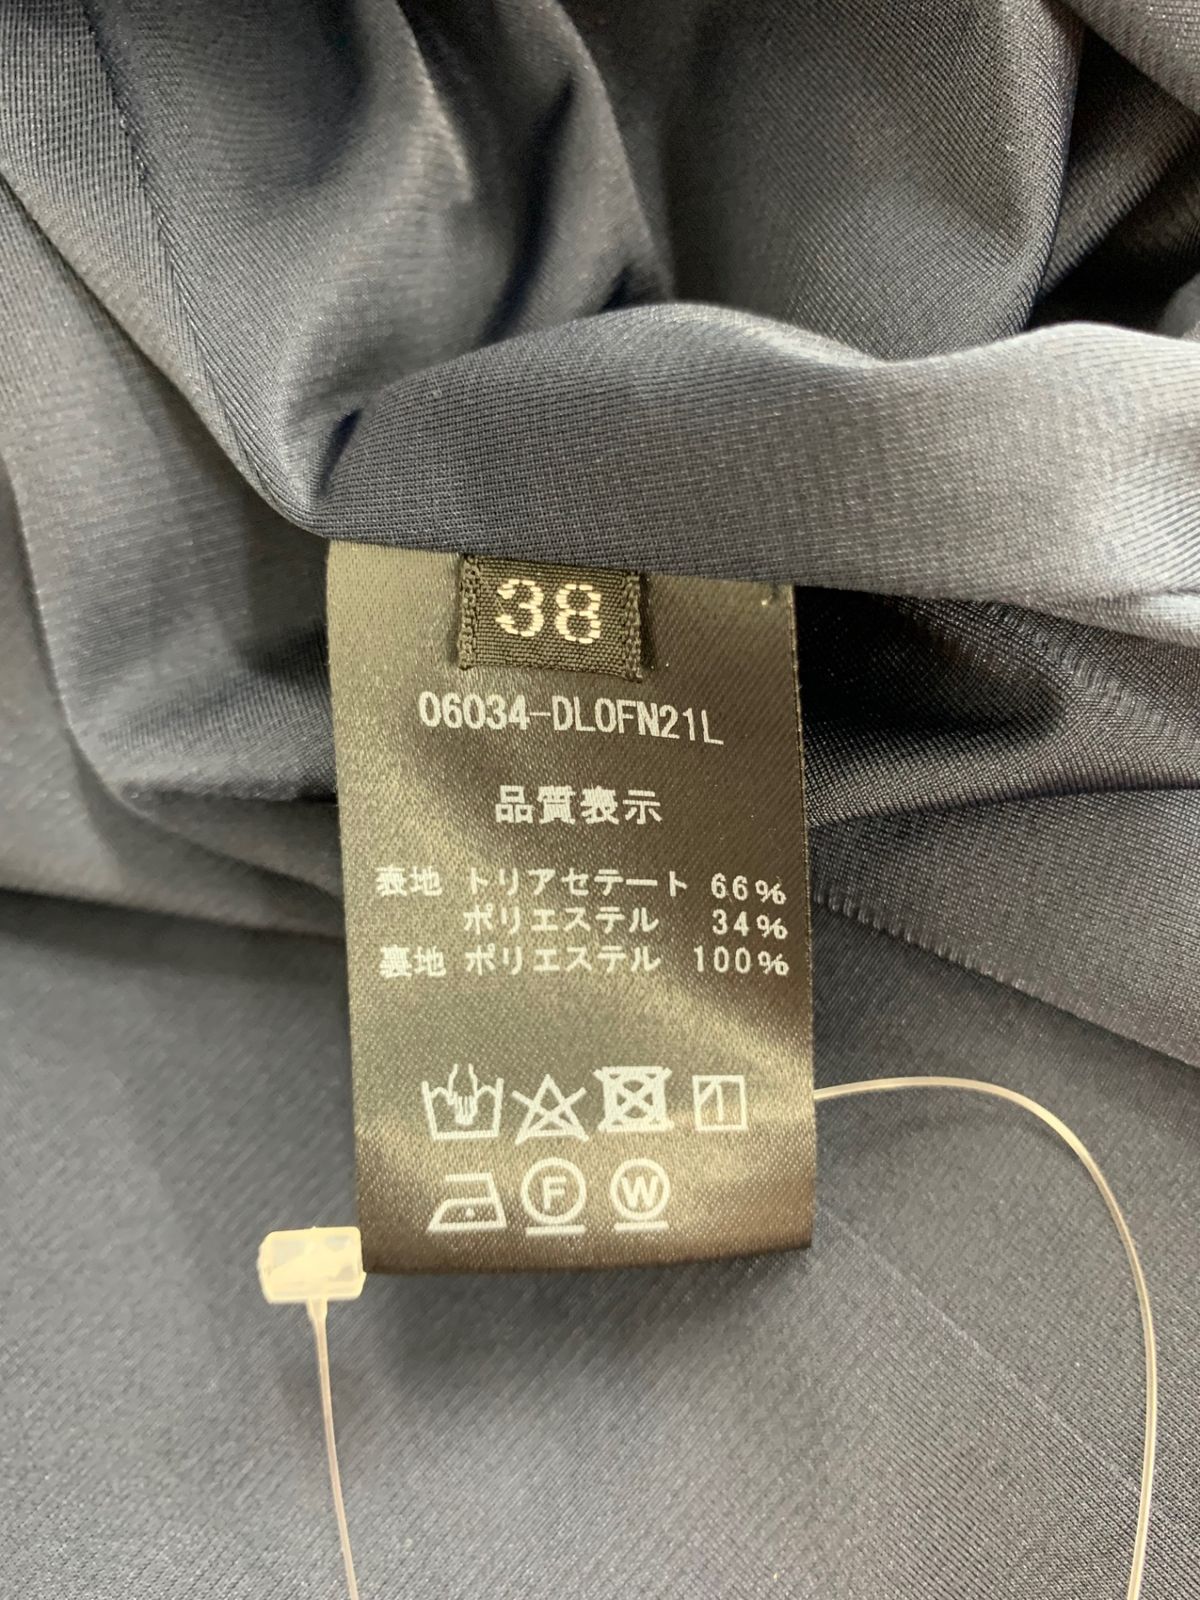 38
06034-DL0FN21L
品質表示
表地 トリアセテート 66%
ポリエステル 34%
裏地 ポリエステル 100%
F W